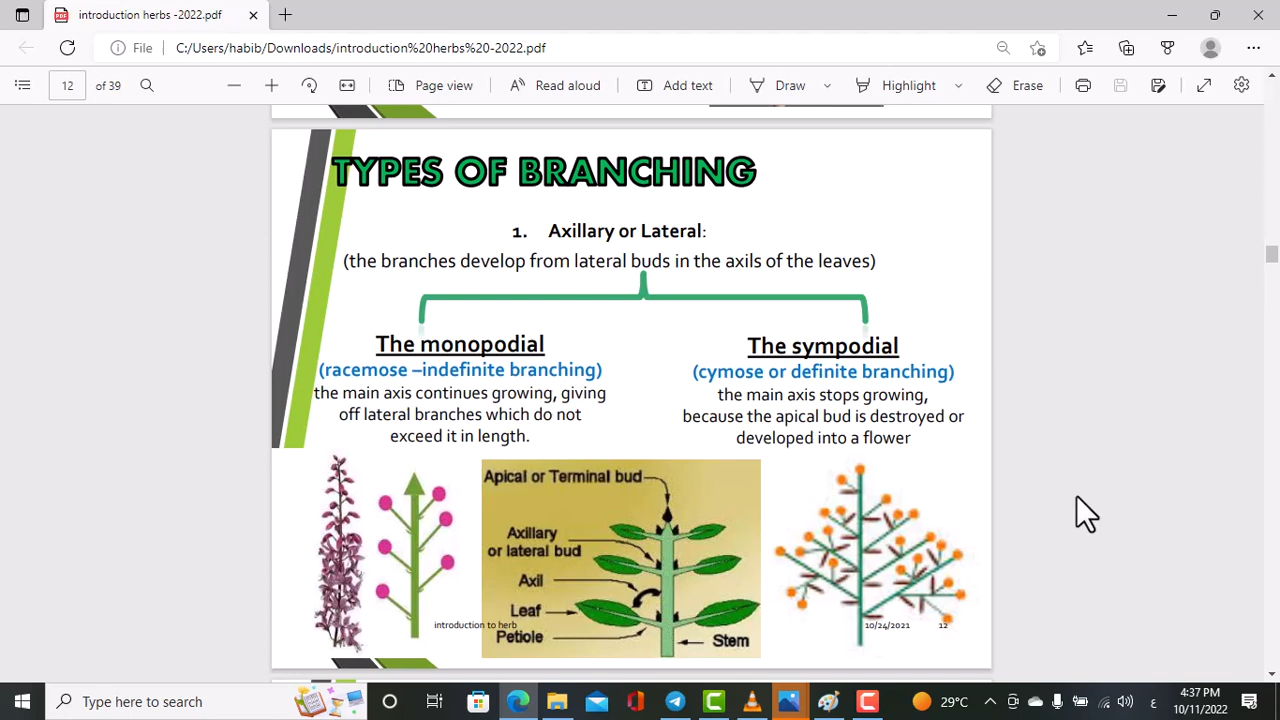 introduction herbs -2022.pdf
File
C:/Users/habib/Downloads/introduction%20herbs%20-2022.pdf
12 of 39
Page view
Read aloud
Add text
Draw
Highlight
Erase
TYPES OF BRANCHING
1. Axillary or Lateral:
(the branches develop from lateral buds in the axils of the leaves)
The monopodial
(racemose –indefinite branching)
the main axis continues growing, giving
off lateral branches which do not
exceed it in length.
The sympodial
(cymose or definite branching)
the main axis stops growing,
because the apical bud is destroyed or
developed into a flower
Apical or Terminal bud
Axillary
or lateral bud
Axil
Leaf
Petiole
Stem
introduction to herb
10/24/2021 12
Type here to search
29°C
ع
4:37 PM
10/11/2022